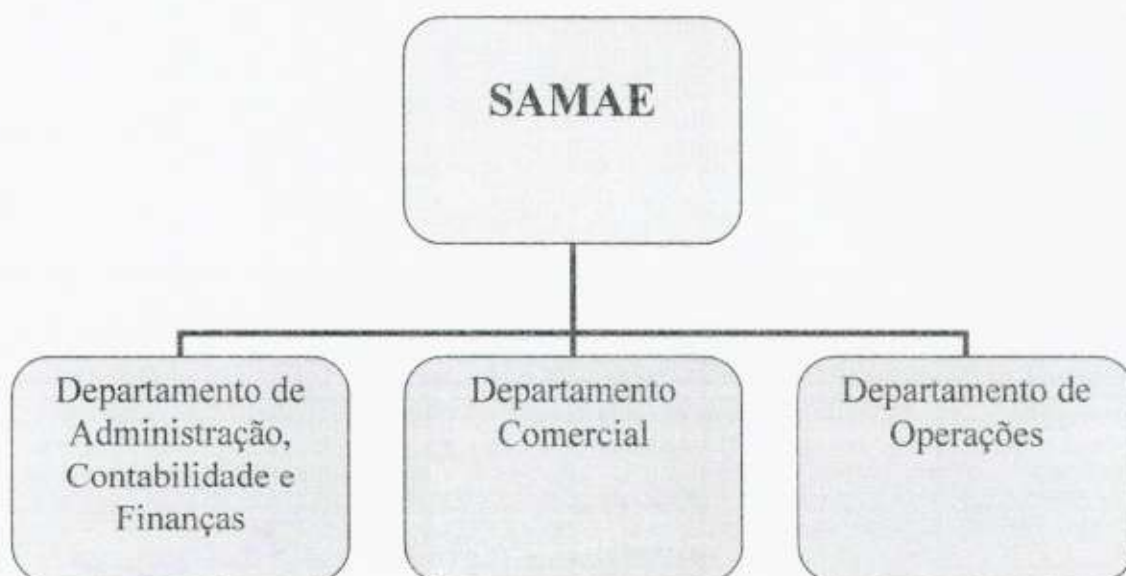 SAMAE
Departamento de
Administração,
Contabilidade e
Finanças
Departamento
Comercial
Departamento de
Operações